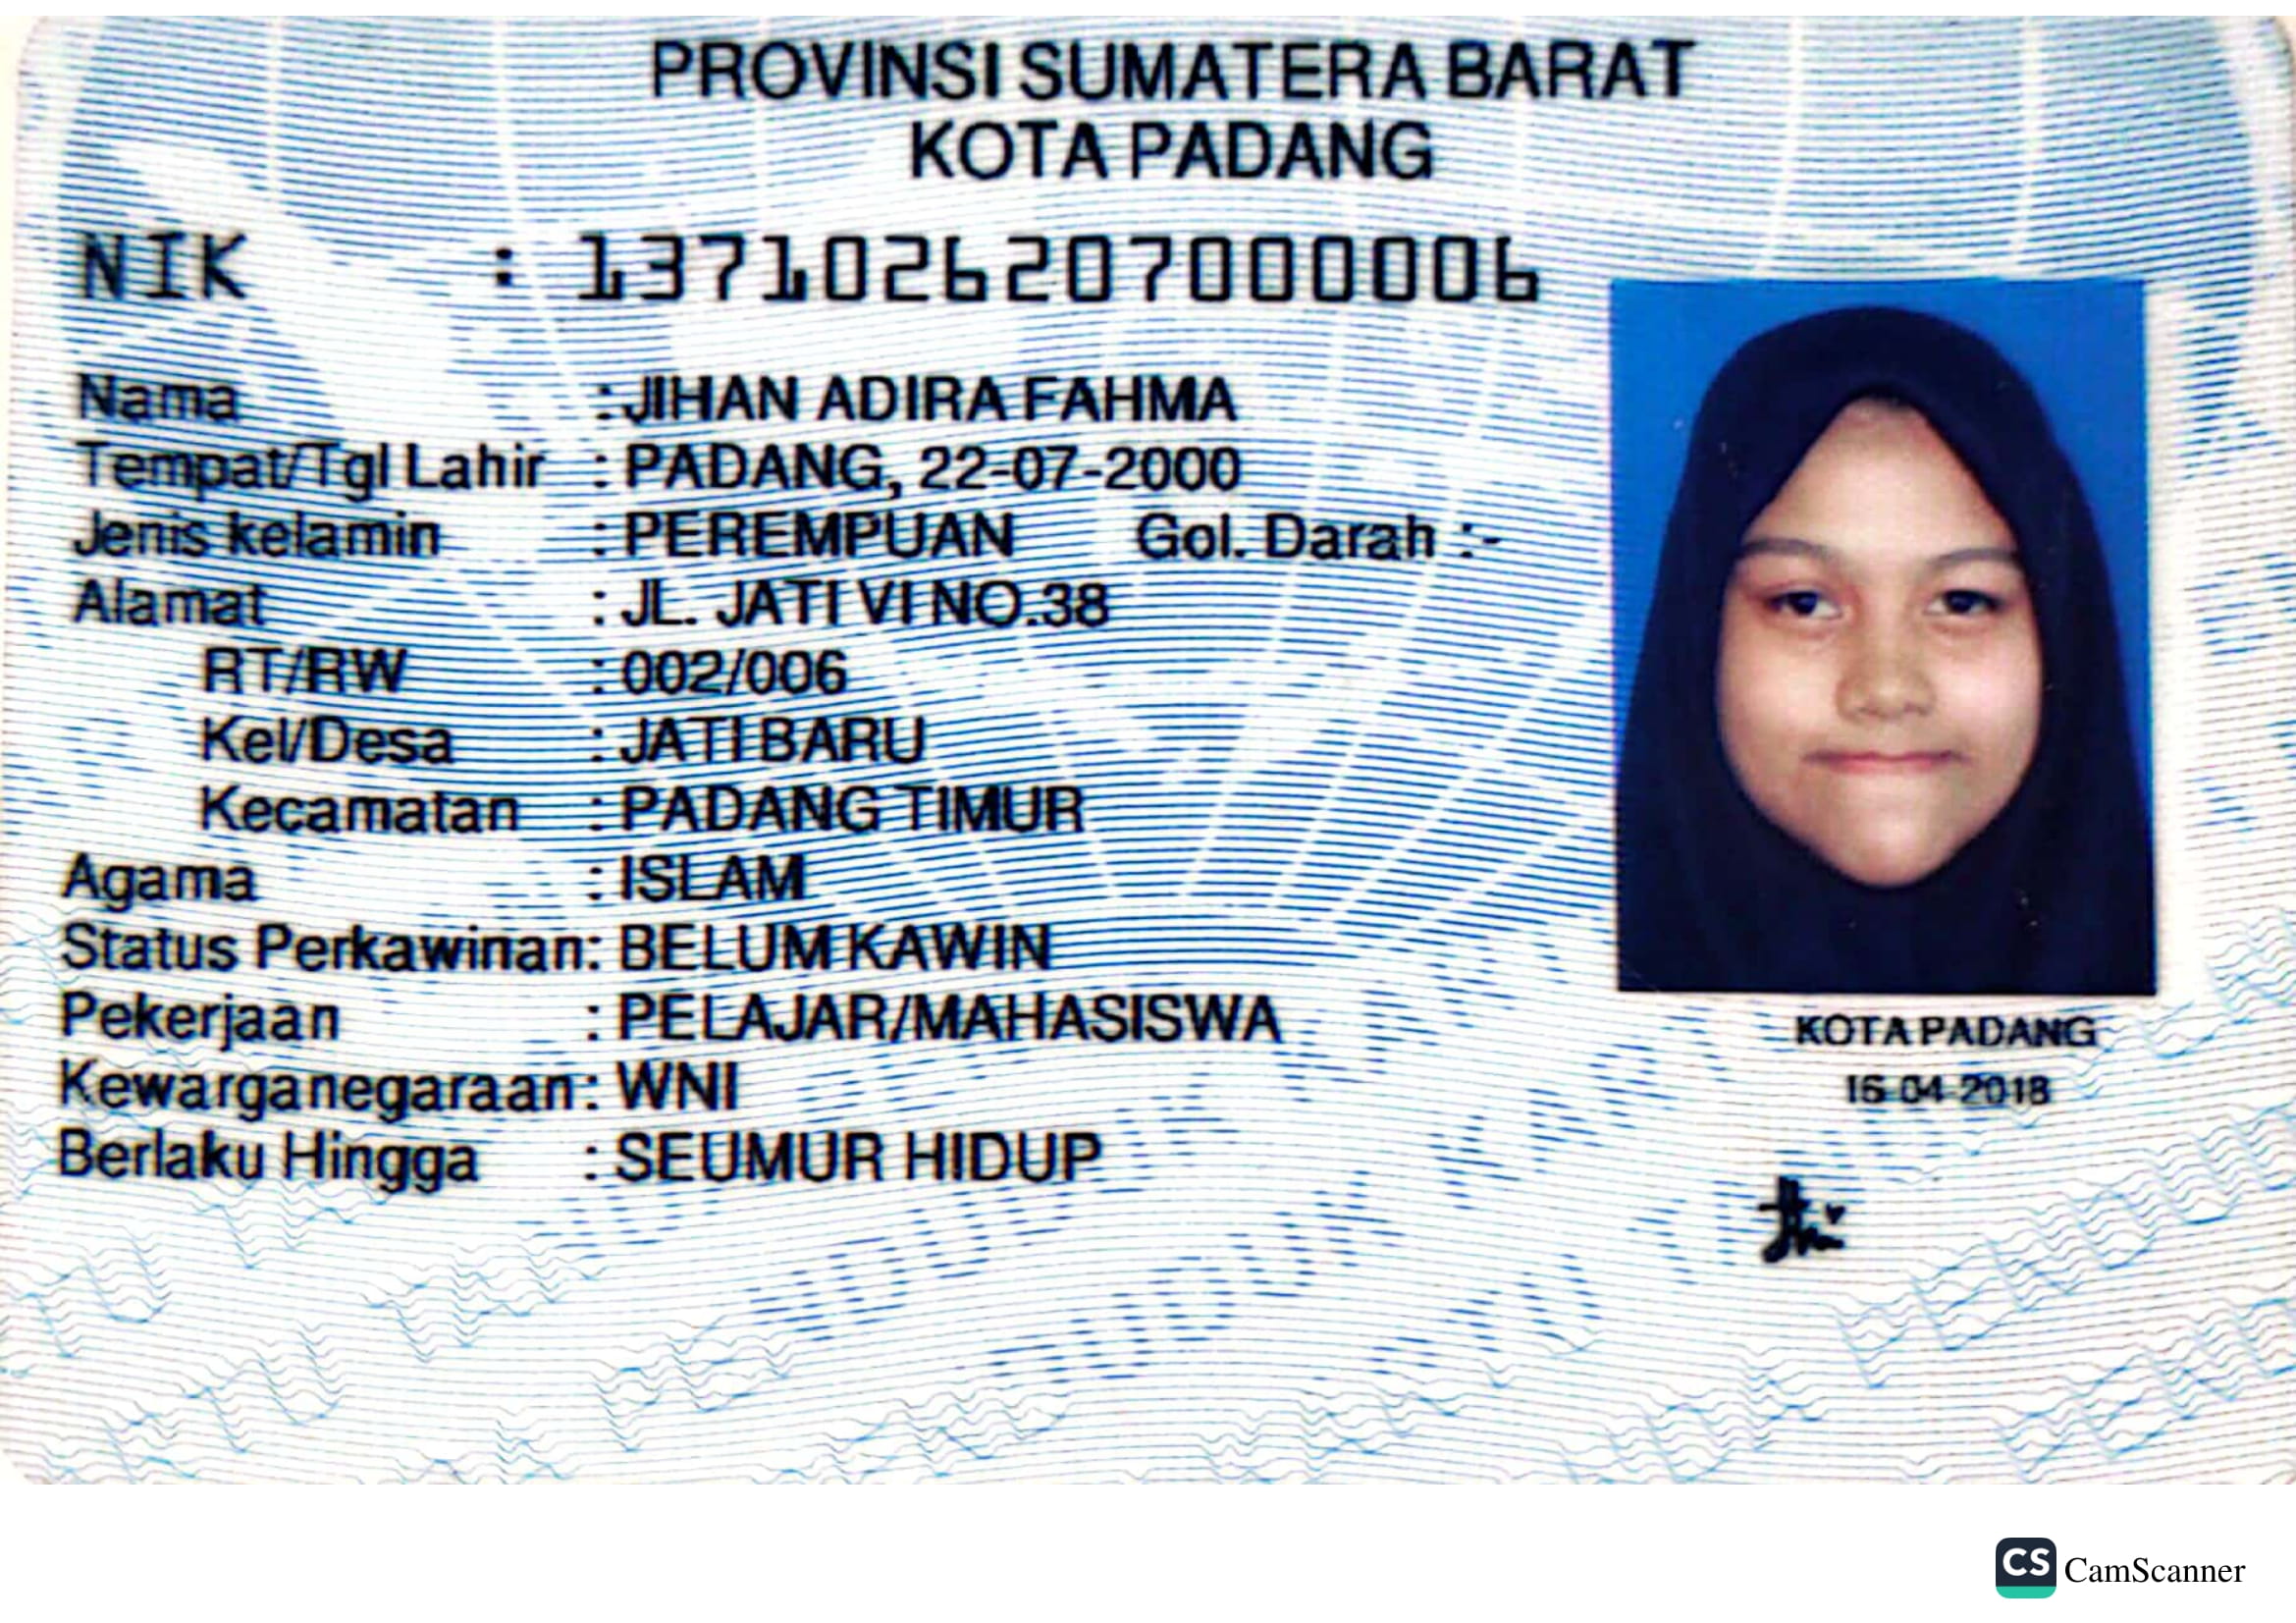 PROVINSI SUMATERA BARAT
KOTA PADANG
NIK : 1371026207000006
Nama : JIHAN ADIRA FAHMA
Tempat/Tgl Lahir : PADANG, 22-07-2000
Jenis kelamin : PEREMPUAN Gol. Darah :-
Alamat : JL. JATI VI NO.38
RT/RW : 002/006
Kel/Desa : JATI BARU
Kecamatan : PADANG TIMUR
Agama : ISLAM
Status Perkawinan: BELUM KAWIN
Pekerjaan : PELAJAR/MAHASISWA
Kewarganegaraan: WNI
Berlaku Hingga : SEUMUR HIDUP
KOTA PADANG
16-04-2018
CS CamScanner